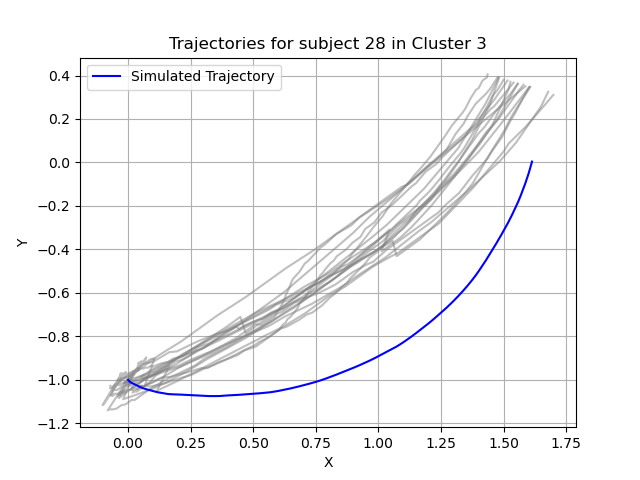 Trajectories for subject 28 in Cluster 3
Simulated Trajectory
0.4
0.2
0.0
−0.2
−0.4
−0.6
−0.8
−1.0
−1.2
Y
0.00 0.25 0.50 0.75 1.00 1.25 1.50 1.75
X